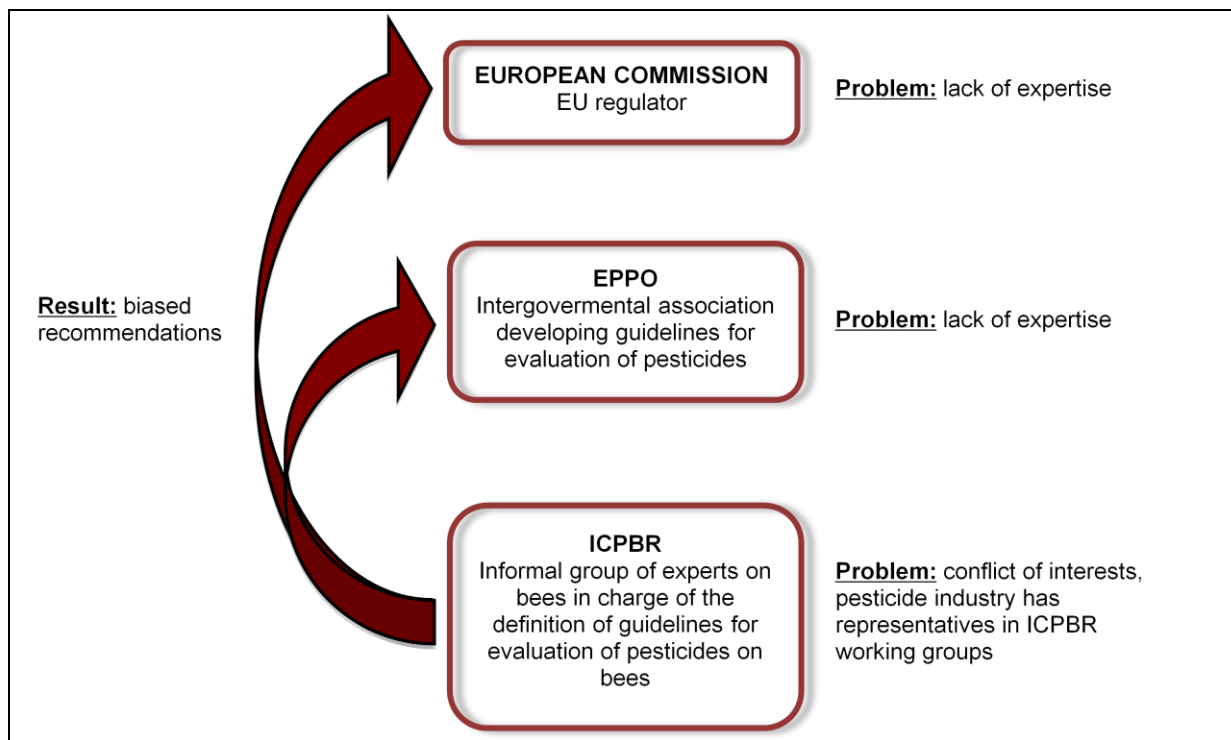 EUROPEAN COMMISSION
EU regulator
Problem: lack of expertise
EPPO
Intergovermental association
developing guidelines for
evaluation of pesticides
Problem: lack of expertise
Result: biased
recommendations
ICPBR
Informal group of experts on
bees in charge of the
definition of guidelines for
evaluation of pesticides on
bees
Problem: conflict of interests,
pesticide industry has
representatives in ICPBR
working groups